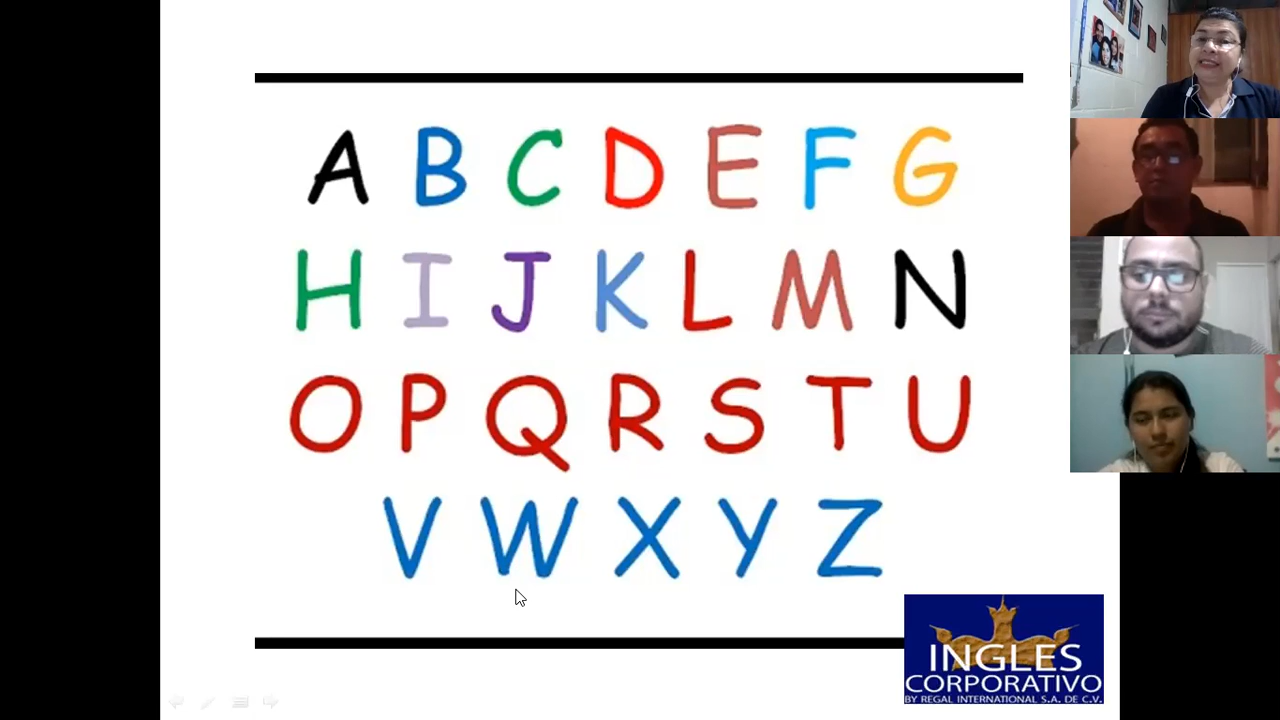 A B C D E F G
H I J K L M N
O P Q R S T U
V W X Y Z
INGLES
CORPORATIVO
BY REGAL INTERNATIONAL S.A. DE C.V.